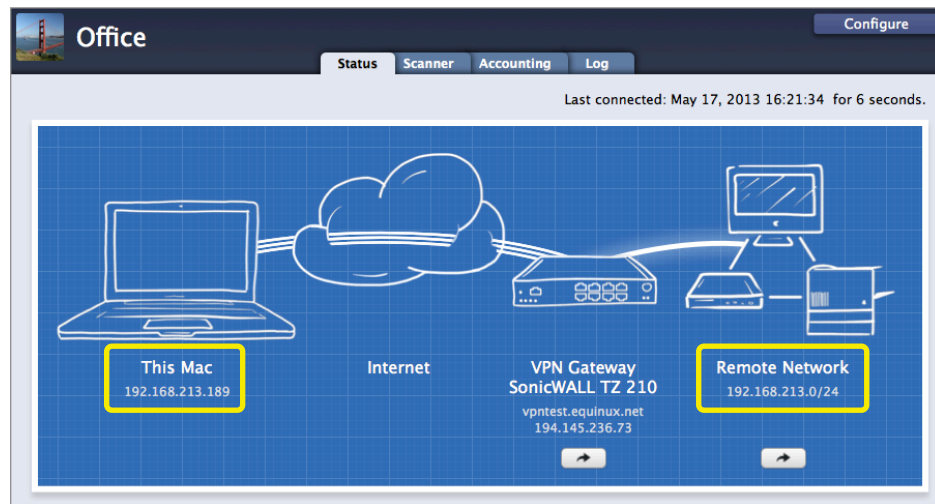 Office
Configure
Status Scanner Accounting Log
Last connected: May 17, 2013 16:21:34 for 6 seconds.
This Mac
192.168.213.189
Internet
VPN Gateway
SonicWALL TZ 210
vpntest.equinux.net
194.145.236.73
Remote Network
192.168.213.0/24